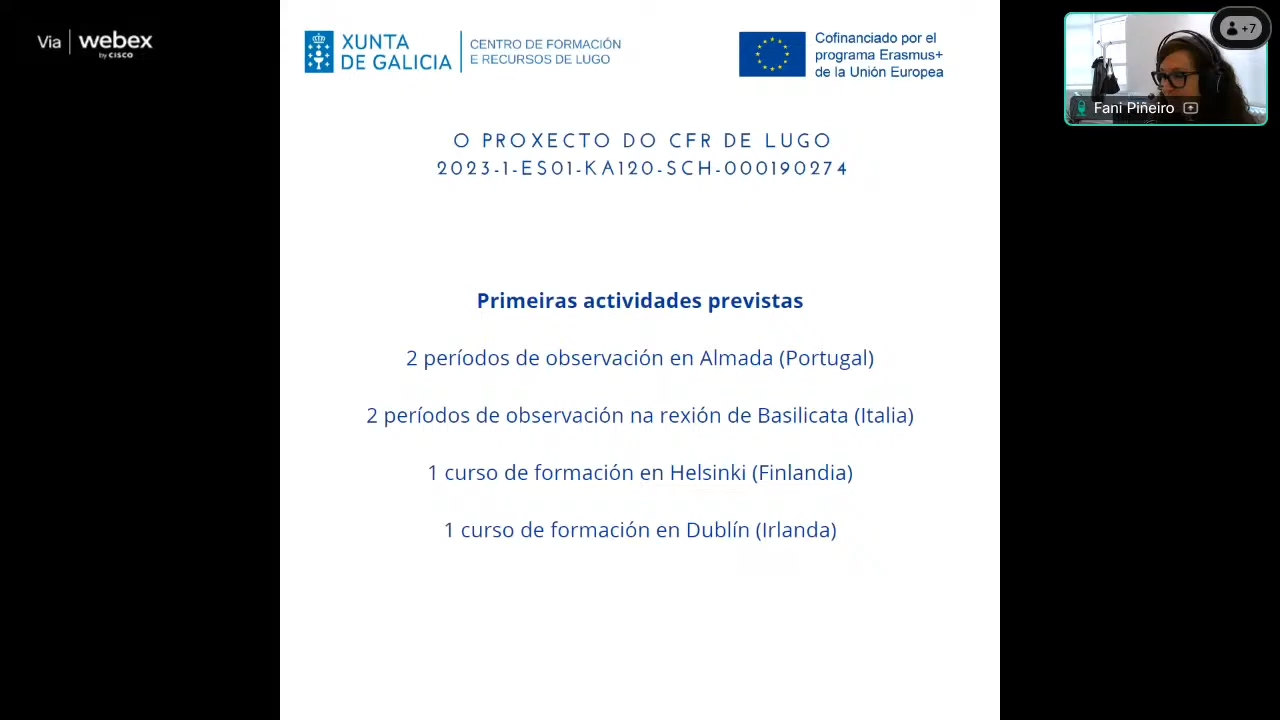 Via webex
by CISCO
XUNTA
DE GALICIA
CENTRO DE FORMACIÓN
E RECURSOS DE LUGO
Cofinanciado por el
programa Erasmus+
de la Unión Europea
+7
Fani Piñeiro
O PROXECTO DO CFR DE LUGO
2023-1-ES01-KA120-SCH-000190274
Primeiras actividades previstas
2 períodos de observación en Almada (Portugal)
2 períodos de observación na rexión de Basilicata (Italia)
1 curso de formación en Helsinki (Finlandia)
1 curso de formación en Dublín (Irlanda)